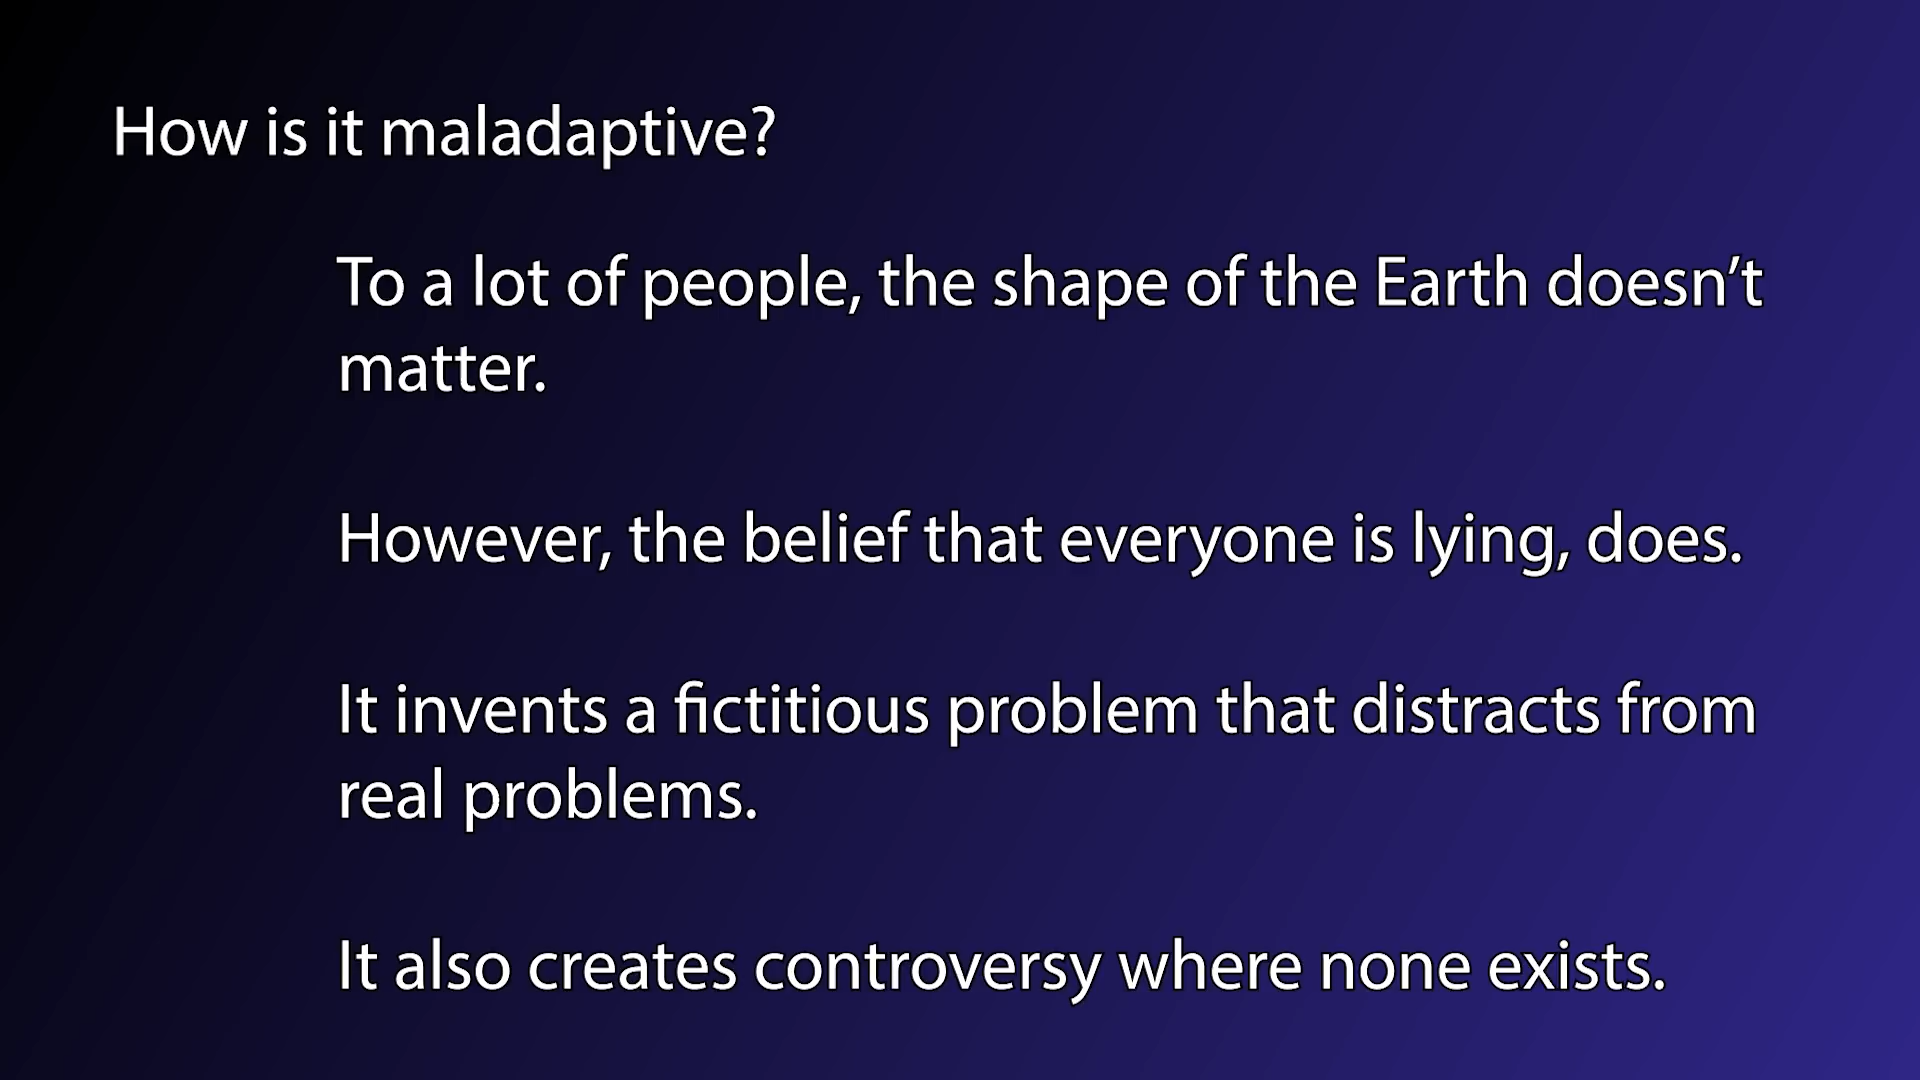 How is it maladaptive?
To a lot of people, the shape of the Earth doesn’t
matter.
However, the belief that everyone is lying, does.
It invents a fictitious problem that distracts from
real problems.
It also creates controversy where none exists.